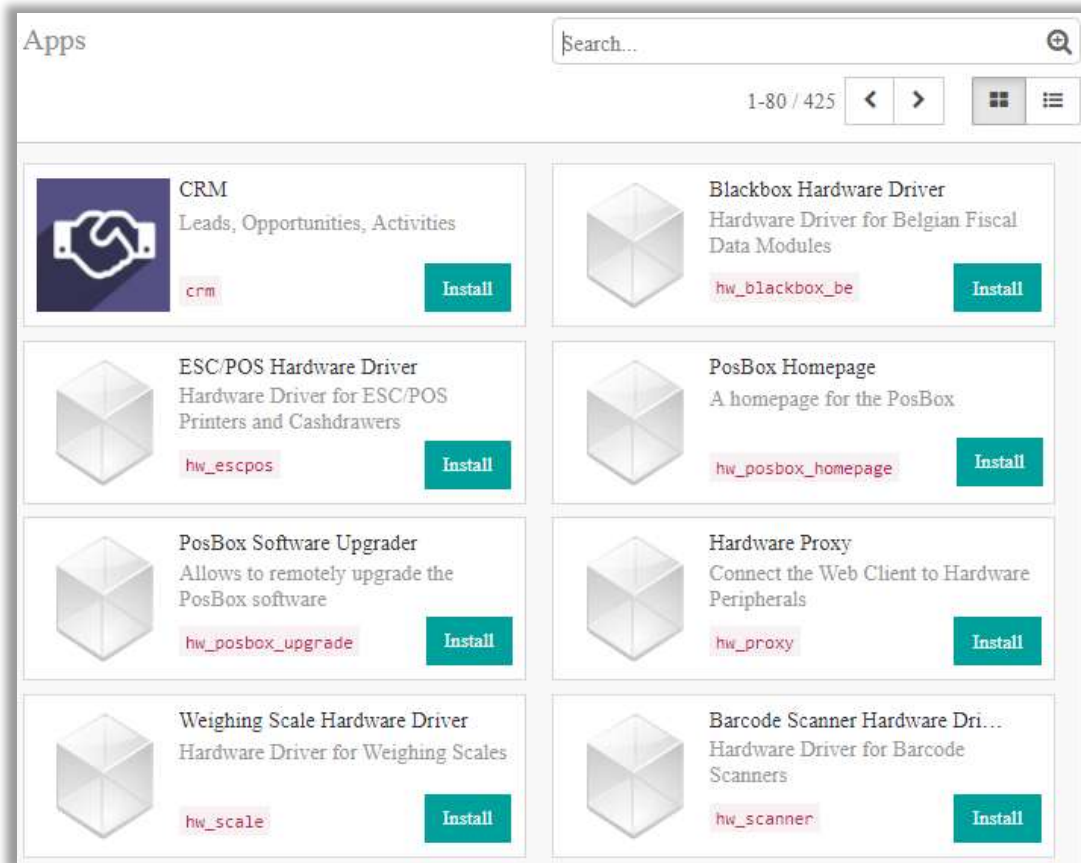 Apps
Search...
1-80 / 425
CRM
Leads, Opportunities, Activities
crm
Install
Blackbox Hardware Driver
Hardware Driver for Belgian Fiscal
Data Modules
hw_blackbox_be
Install
ESC/POS Hardware Driver
Hardware Driver for ESC/POS
Printers and Cashdrawers
hw_escpos
Install
PosBox Homepage
A homepage for the PosBox
hw_posbox_homepage
Install
PosBox Software Upgrader
Allows to remotely upgrade the
PosBox software
hw_posbox_upgrade
Install
Hardware Proxy
Connect the Web Client to Hardware
Peripherals
hw_proxy
Install
Weighing Scale Hardware Driver
Hardware Driver for Weighing Scales
hw_scale
Install
Barcode Scanner Hardware Dri...
Hardware Driver for Barcode
Scanners
hw_scanner
Install